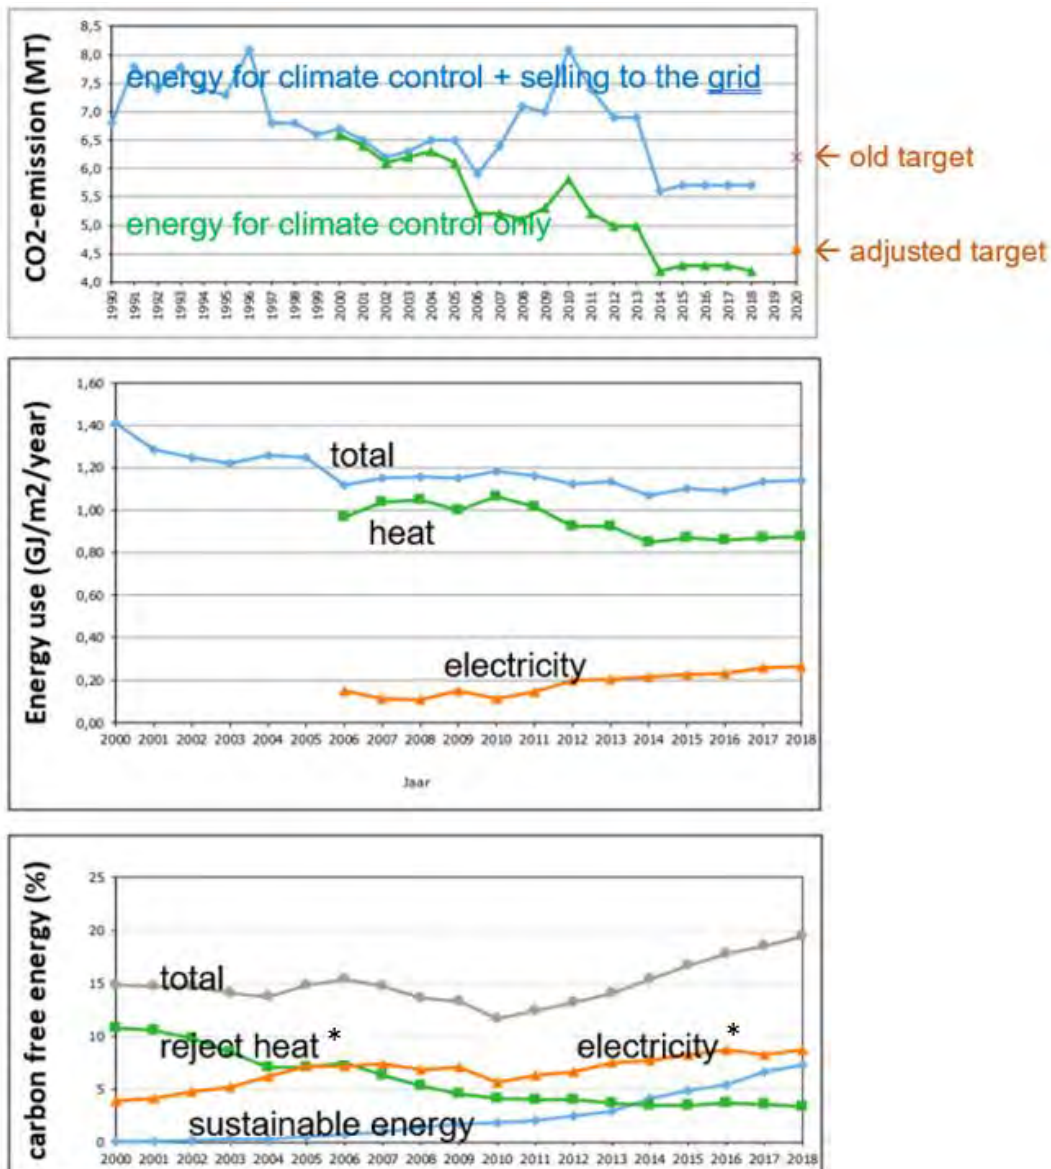 CO2-emission (MT)
8,5
8,0
7,5
7,0
6,5
6,0
5,5
5,0
4,5
4,0
energy for climate control + selling to the grid
energy for climate control only
← old target
← adjusted target
1990 1991 1992 1993 1994 1995 1996 1997 1998 1999 2000 2001 2002 2003 2004 2005 2006 2007 2008 2009 2010 2011 2012 2013 2014 2015 2016 2017 2018 2019 2020
Energy use (GJ/m2/year)
1,60
1,40
1,20
1,00
0,80
0,60
0,40
0,20
0,00
total
heat
electricity
2000 2001 2002 2003 2004 2005 2006 2007 2008 2009 2010 2011 2012 2013 2014 2015 2016 2017 2018
Jaar
carbon free energy (%)
25
20
15
10
5
0
total
reject heat *
electricity *
sustainable energy
2000 2001 2002 2003 2004 2005 2006 2007 2008 2009 2010 2011 2012 2013 2014 2015 2016 2017 2018